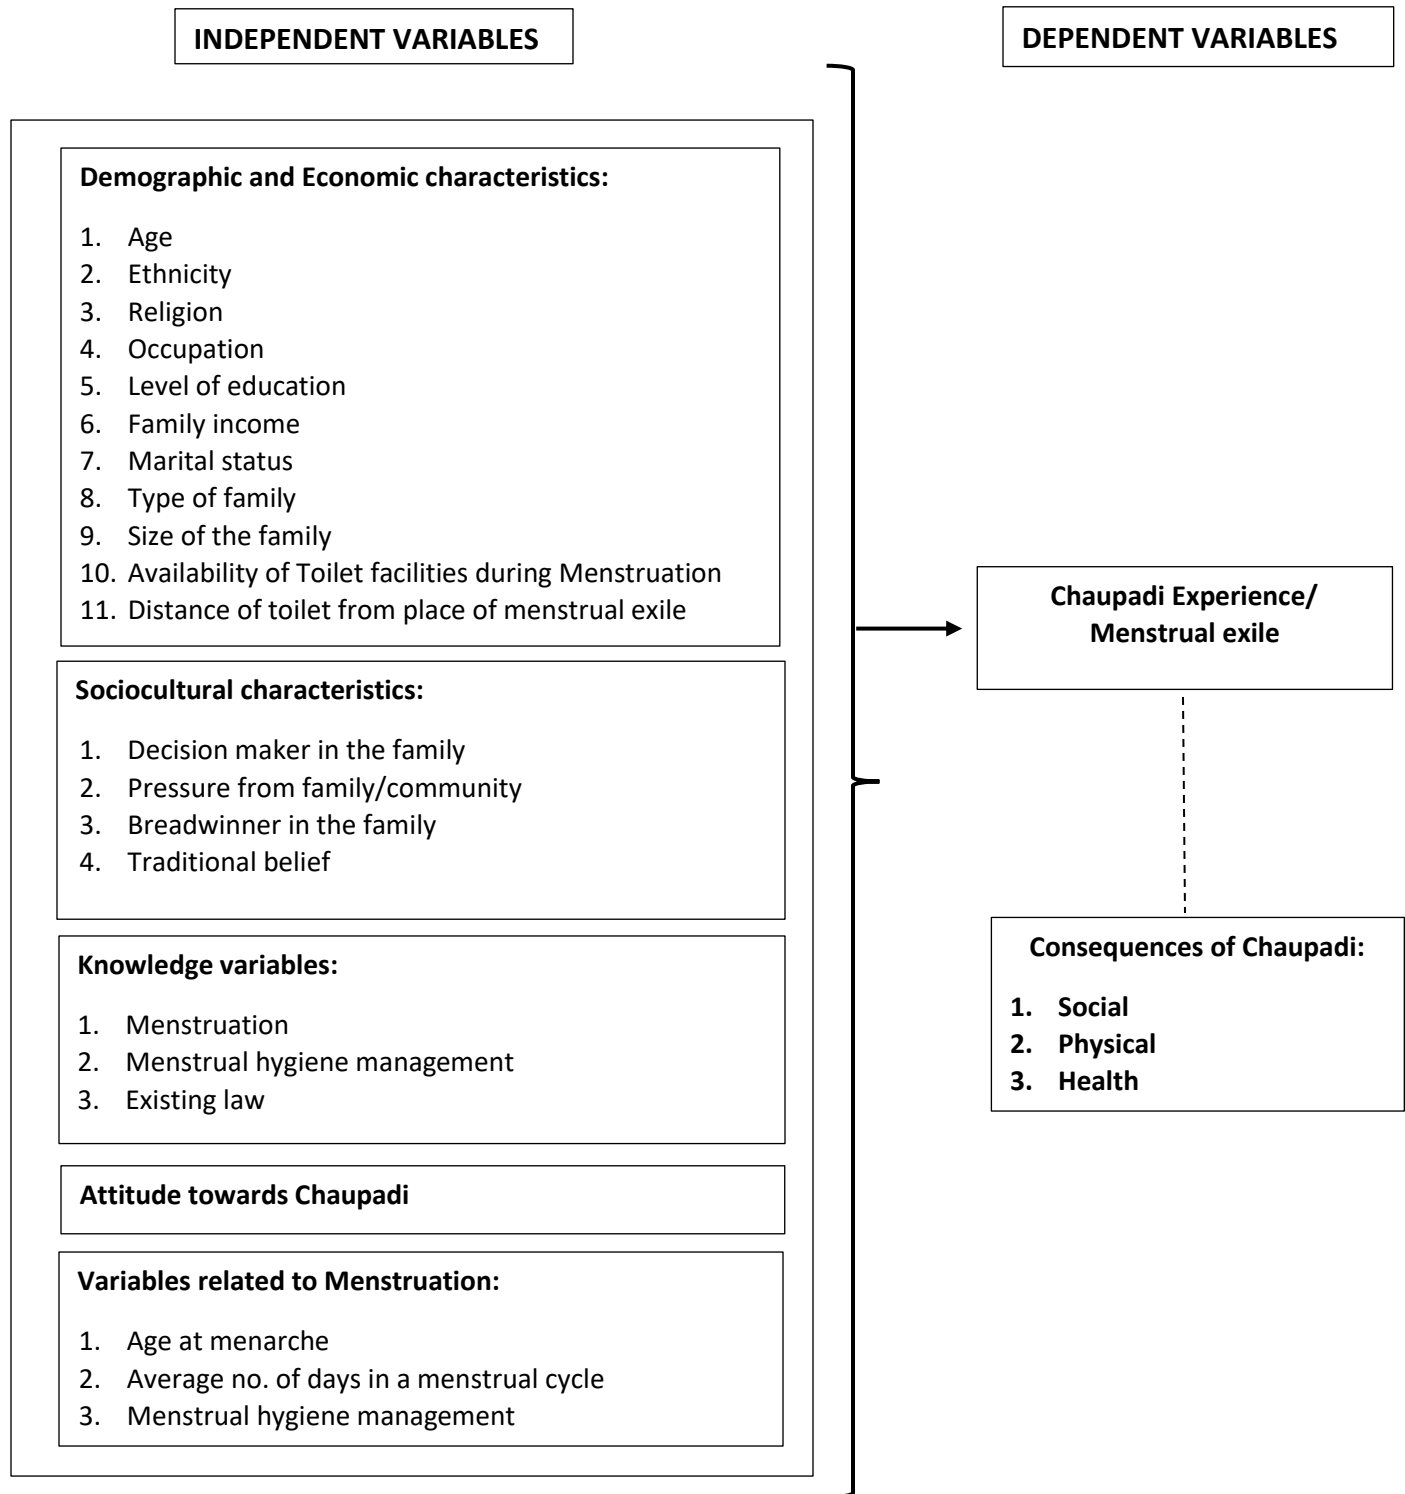 INDEPENDENT VARIABLES
DEPENDENT VARIABLES
Demographic and Economic characteristics:
1. Age
2. Ethnicity
3. Religion
4. Occupation
5. Level of education
6. Family income
7. Marital status
8. Type of family
9. Size of the family
10. Availability of Toilet facilities during Menstruation
11. Distance of toilet from place of menstrual exile
Sociocultural characteristics:
1. Decision maker in the family
2. Pressure from family/community
3. Breadwinner in the family
4. Traditional belief
Knowledge variables:
1. Menstruation
2. Menstrual hygiene management
3. Existing law
Attitude towards Chaupadi
Variables related to Menstruation:
1. Age at menarche
2. Average no. of days in a menstrual cycle
3. Menstrual hygiene management
Chaupadi Experience/
Menstrual exile
Consequences of Chaupadi:
1. Social
2. Physical
3. Health